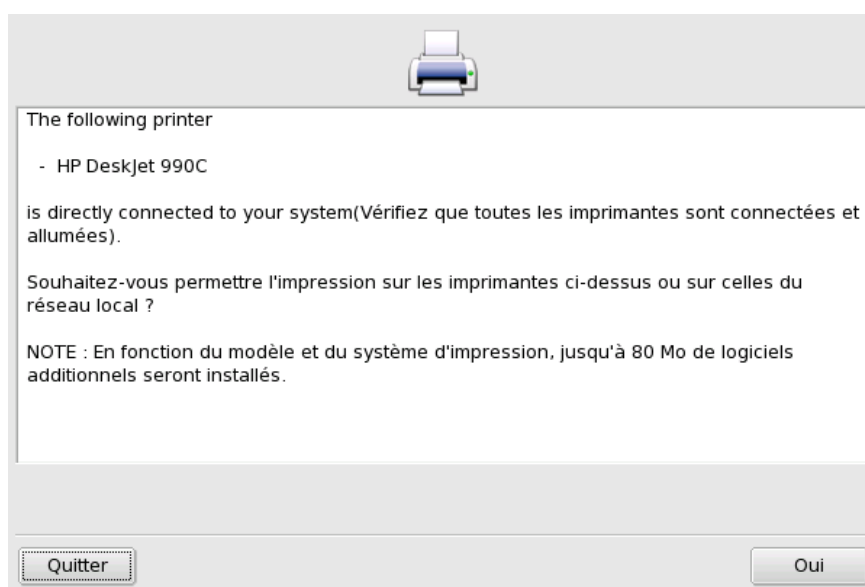 The following printer
- HP DeskJet 990C
is directly connected to your system(Vérifiez que toutes les imprimantes sont connectées et
allumées).
Souhaitez-vous permettre l'impression sur les imprimantes ci-dessus ou sur celles du
réseau local ?
NOTE : En fonction du modèle et du système d'impression, jusqu'à 80 Mo de logiciels
additionnels seront installés.
Quitter
Oui